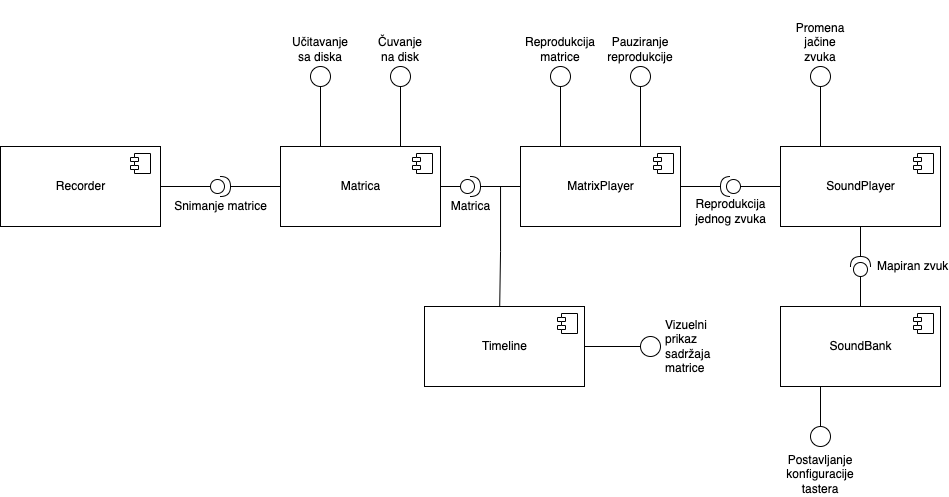 Učitavanje
sa diska
Čuvanje
na disk
Reprodukcija
matrice
Pauziranje
reprodukcije
Promena
jačine
zvuka
Recorder
Snimanje matrice
Matrica
Matrica
MatrixPlayer
Reprodukcija
jednog zvuka
SoundPlayer
Mapiran zvuk
Timeline
Vizuelni
prikaz
sadržaja
matrice
SoundBank
Postavljanje
konfiguracije
tastera